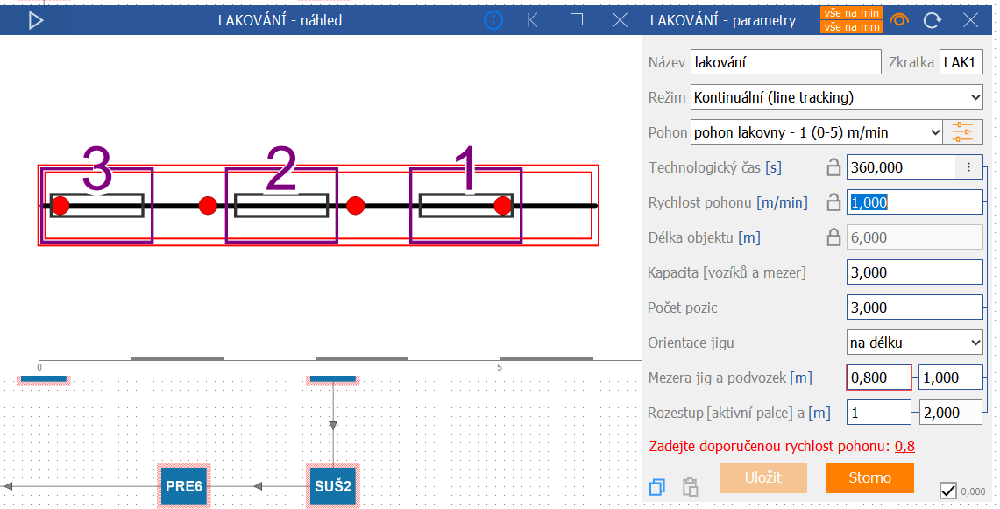 LAKOVÁNÍ - náhled
LAKOVÁNÍ - parametry
vše na min
vše na mm
Název lakování Zkratka LAK1
Režim Kontinuální (line tracking)
Pohon pohon lakovny - 1 (0-5) m/min
Technologický čas [s] 360,000
Rychlost pohonu [m/min] 1,000
Délka objektu [m] 6,000
Kapacita [vozíků a mezer] 3,000
Počet pozic 3,000
Orientace jigu na délku
Mezera jig a podvozek [m] 0,800 1,000
Rozestup [aktivní palce] a [m] 1 2,000
Zadejte doporučenou rychlost pohonu: 0,8
Uložit Storno
0,000
3 2 1
0 5
PRE6 SUŠ2